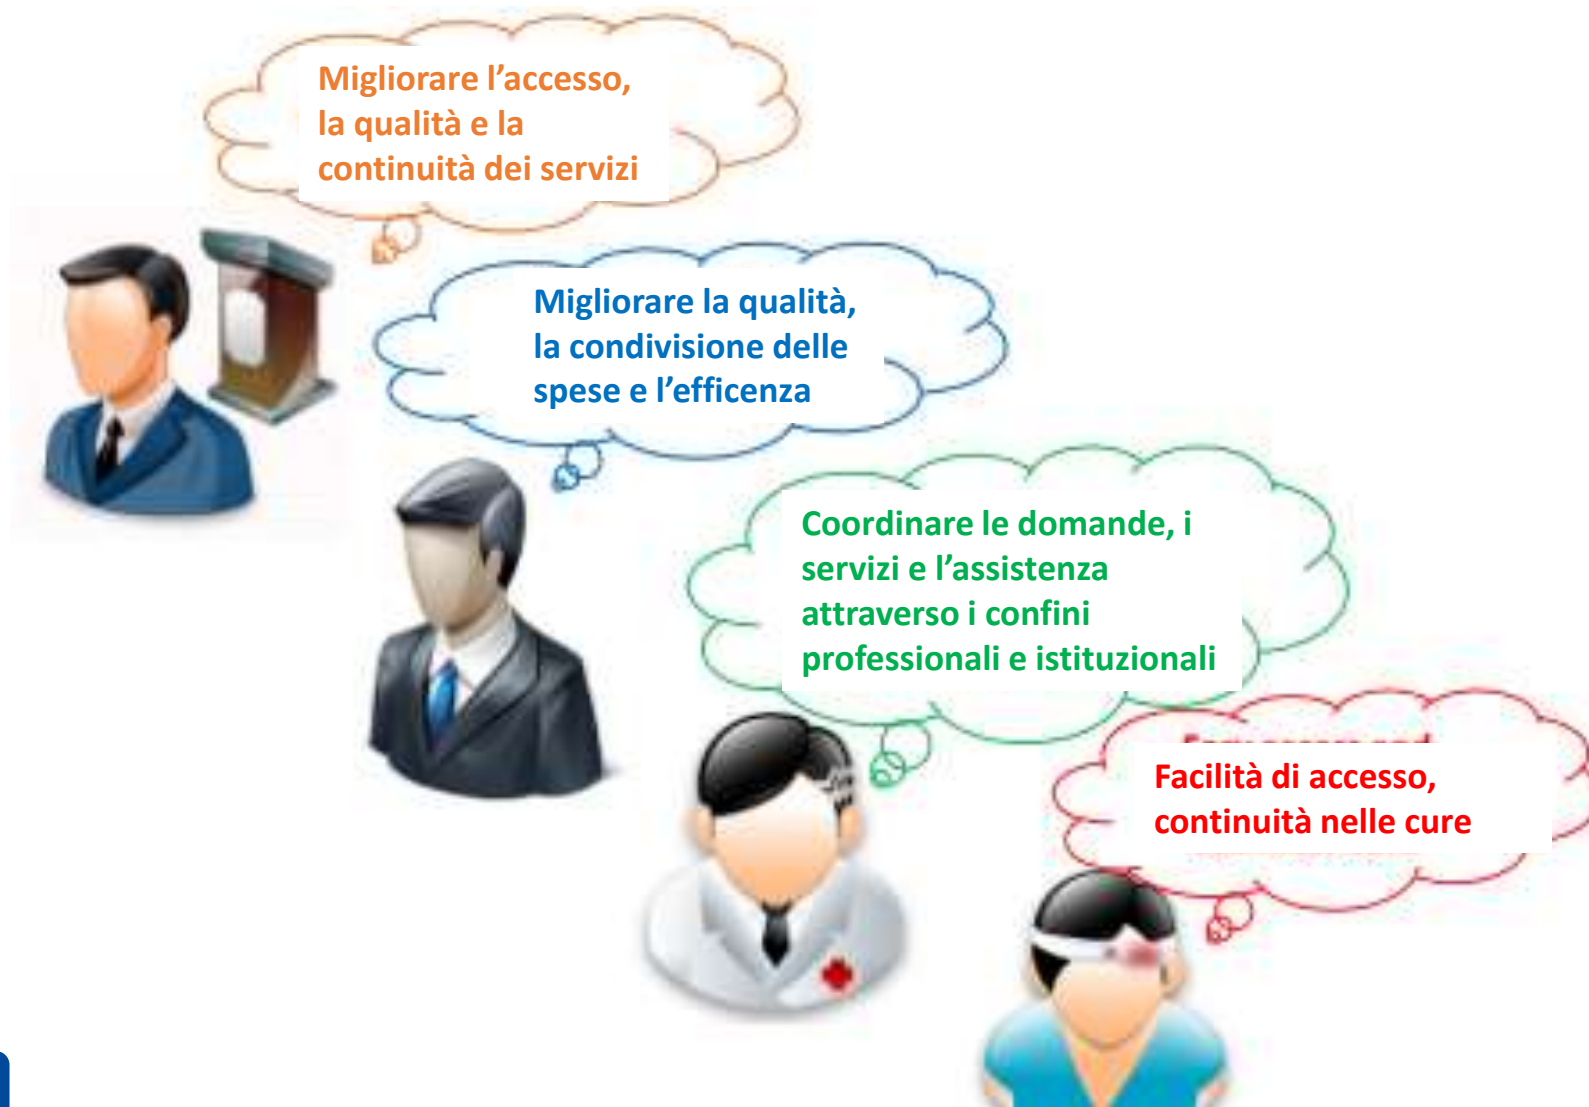 Migliorare l’accesso,
la qualità e la
continuità dei servizi
Migliorare la qualità,
la condivisione delle
spese e l’efficenza
Coordinare le domande, i
servizi e l’assistenza
attraverso i confini
professionali e istituzionali
Facilità di accesso,
continuità nelle cure